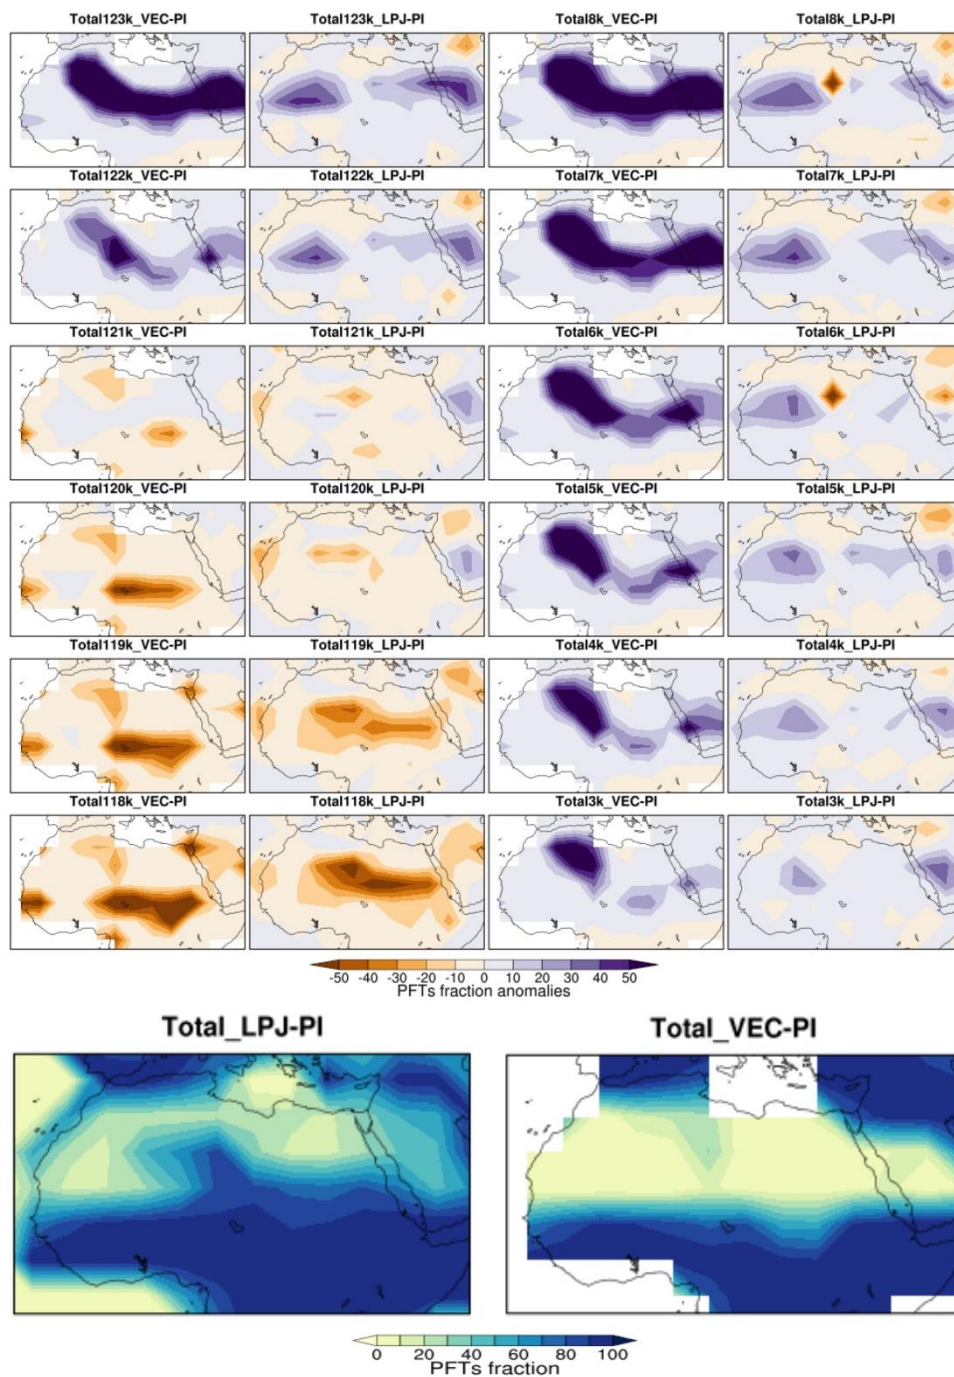 Total123k_VEC-PI Total123k_LPJ-PI Total8k_VEC-PI Total8k_LPJ-PI
Total122k_VEC-PI Total122k_LPJ-PI Total7k_VEC-PI Total7k_LPJ-PI
Total121k_VEC-PI Total121k_LPJ-PI Total6k_VEC-PI Total6k_LPJ-PI
Total120k_VEC-PI Total120k_LPJ-PI Total5k_VEC-PI Total5k_LPJ-PI
Total119k_VEC-PI Total119k_LPJ-PI Total4k_VEC-PI Total4k_LPJ-PI
Total118k_VEC-PI Total118k_LPJ-PI Total3k_VEC-PI Total3k_LPJ-PI
-50 -40 -30 -20 -10 0 10 20 30 40 50
PFTs fraction anomalies
Total_LPJ-PI Total_VEC-PI
0 20 40 60 80 100
PFTs fraction